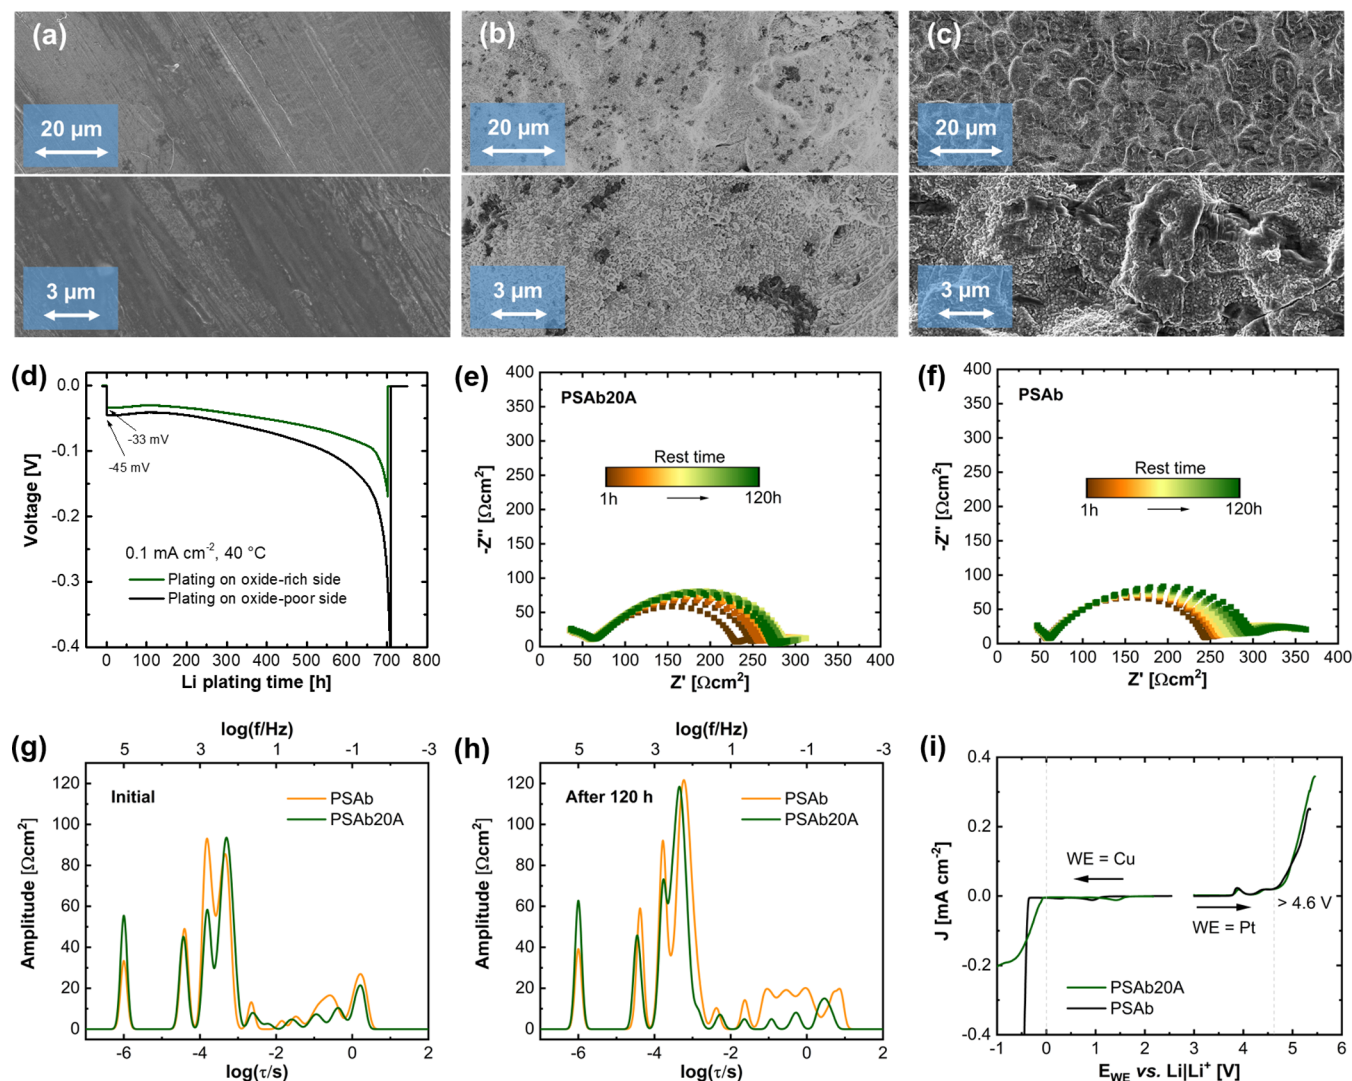 (a)
20 μm
3 μm
(b)
20 μm
3 μm
(c)
20 μm
3 μm
(d)
0.0
-0.1
-0.2
-0.3
-0.4
Voltage [V]
-33 mV
-45 mV
0.1 mA cm⁻², 40 °C
Plating on oxide-rich side
Plating on oxide-poor side
0 100 200 300 400 500 600 700 800
Li plating time [h]
(e)
400
350
300
250
200
150
100
50
0
-Z'' [Ωcm²]
PSAb20A
Rest time
1h
120h
0 50 100 150 200 250 300 350 400
Z' [Ωcm²]
(f)
400
350
300
250
200
150
100
50
0
-Z'' [Ωcm²]
PSAb
Rest time
1h
120h
0 50 100 150 200 250 300 350 400
Z' [Ωcm²]
(g)
log(f/Hz)
5 3 1 -1 -3
120
100
80
60
40
20
0
Amplitude [Ωcm²]
Initial
PSAb
PSAb20A
-6 -4 -2 0 2
log(τ/s)
(h)
log(f/Hz)
5 3 1 -1 -3
120
100
80
60
40
20
0
Amplitude [Ωcm²]
After 120 h
PSAb
PSAb20A
-6 -4 -2 0 2
log(τ/s)
(i)
0.4
0.2
0.0
-0.2
-0.4
J [mA cm⁻²]
WE = Cu
WE = Pt
> 4.6 V
PSAb20A
PSAb
-1 0 1 2 3 4 5 6
E_WE vs. Li|Li⁺ [V]